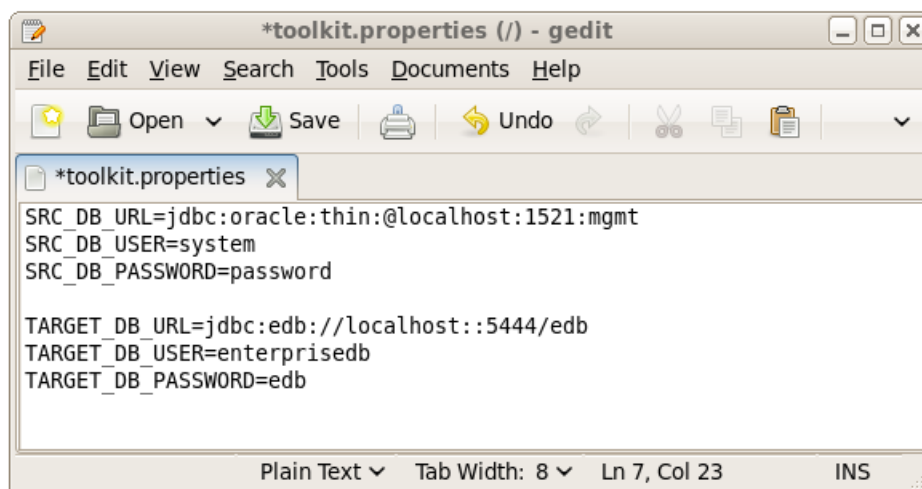 *toolkit.properties (/) - gedit
File Edit View Search Tools Documents Help
Open Save Undo
*toolkit.properties
SRC_DB_URL=jdbc:oracle:thin:@localhost:1521:mgmt
SRC_DB_USER=system
SRC_DB_PASSWORD=password
TARGET_DB_URL=jdbc:edb://localhost::5444/edb
TARGET_DB_USER=enterprisedb
TARGET_DB_PASSWORD=edb
Plain Text Tab Width: 8 Ln 7, Col 23 INS